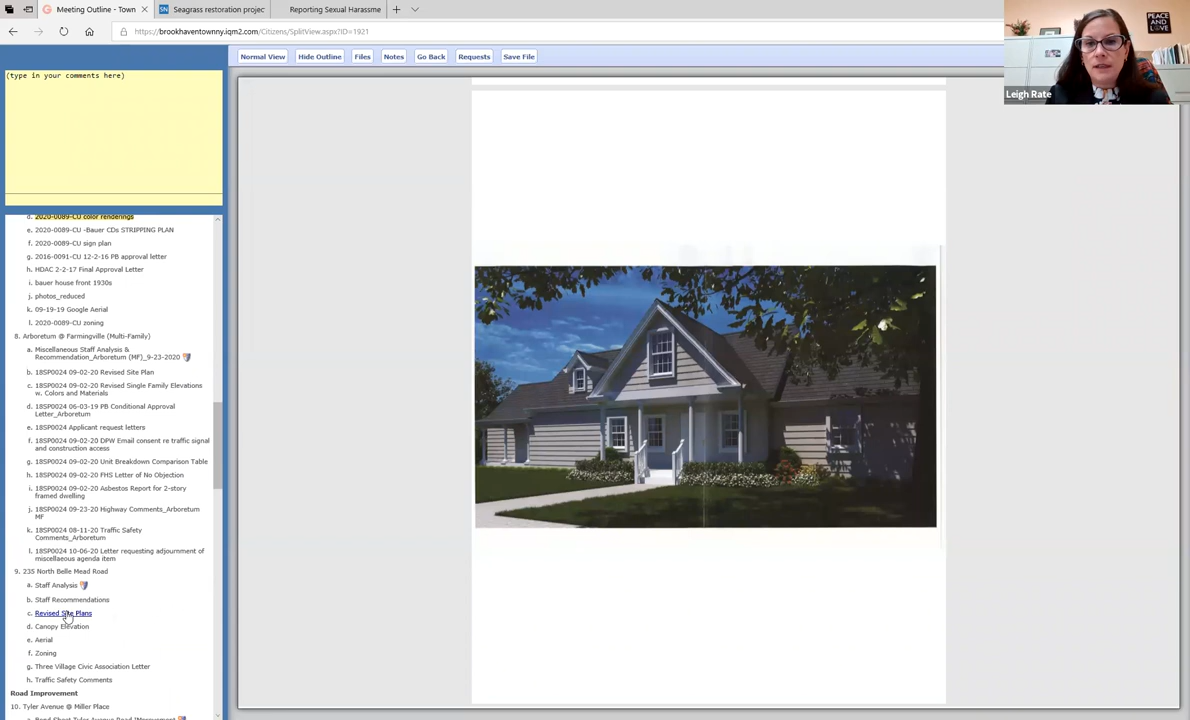 Meeting Outline - Town
Seagrass restoration projec
Reporting Sexual Harassme
https://brookhaventownny.iqm2.com/Citizens/SplitView.aspx?ID=1921
PEACE
AND
LOVE
Leigh Rate
Normal View
Hide Outline
Files
Notes
Go Back
Requests
Save File
(type in your comments here)
d. 2020-0089-CU color renderings
e. 2020-0089-CU -Bauer CDs STRIPPING PLAN
f. 2020-0089-CU sign plan
g. 2016-0091-CU 12-2-16 PB approval letter
h. HDAC 2-2-17 Final Approval Letter
i. bauer house front 1930s
j. photos_reduced
k. 09-19-19 Google Aerial
l. 2020-0089-CU zoning
8. Arboretum @ Farmingville (Multi-Family)
a. Miscellaneous Staff Analysis &
Recommendation_Arboretum (MF)_9-23-2020
b. 18SP0024 09-02-20 Revised Site Plan
c. 18SP0024 09-02-20 Revised Single Family Elevations
w. Colors and Materials
d. 18SP0024 06-03-19 PB Conditional Approval
Letter_Arboretum
e. 18SP0024 Applicant request letters
f. 18SP0024 09-02-20 DPW Email consent re traffic signal
and construction access
g. 18SP0024 09-02-20 Unit Breakdown Comparison Table
h. 18SP0024 09-02-20 FHS Letter of No Objection
i. 18SP0024 09-02-20 Asbestos Report for 2-story
framed dwelling
j. 18SP0024 09-23-20 Highway Comments_Arboretum
MF
k. 18SP0024 08-11-20 Traffic Safety
Comments_Arboretum
l. 18SP0024 10-06-20 Letter requesting adjournment of
miscellaeous agenda item
9. 235 North Belle Mead Road
a. Staff Analysis
b. Staff Recommendations
c. Revised Site Plans
d. Canopy Elevation
e. Aerial
f. Zoning
g. Three Village Civic Association Letter
h. Traffic Safety Comments
Road Improvement
10. Tyler Avenue @ Miller Place
a. Bond Sheet Tyler Avenue Road IMprovement